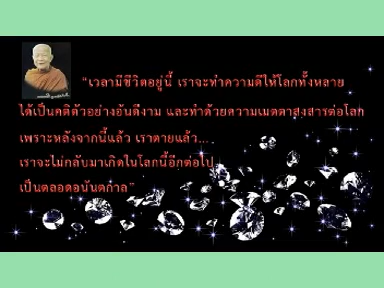 “เวลามีชีวิตอยู่นี้ เราจะทำความดีให้โลกทั้งหลาย
ได้เป็นคติตัวอย่างอันดีงาม และทำด้วยความเมตตาสงสารต่อโลก
เพราะหลังจากนี้แล้ว เราตายแล้ว...
เราจะไม่กลับมาเกิดในโลกนี้อีกต่อไป
เป็นตลอดอนันตกาล”